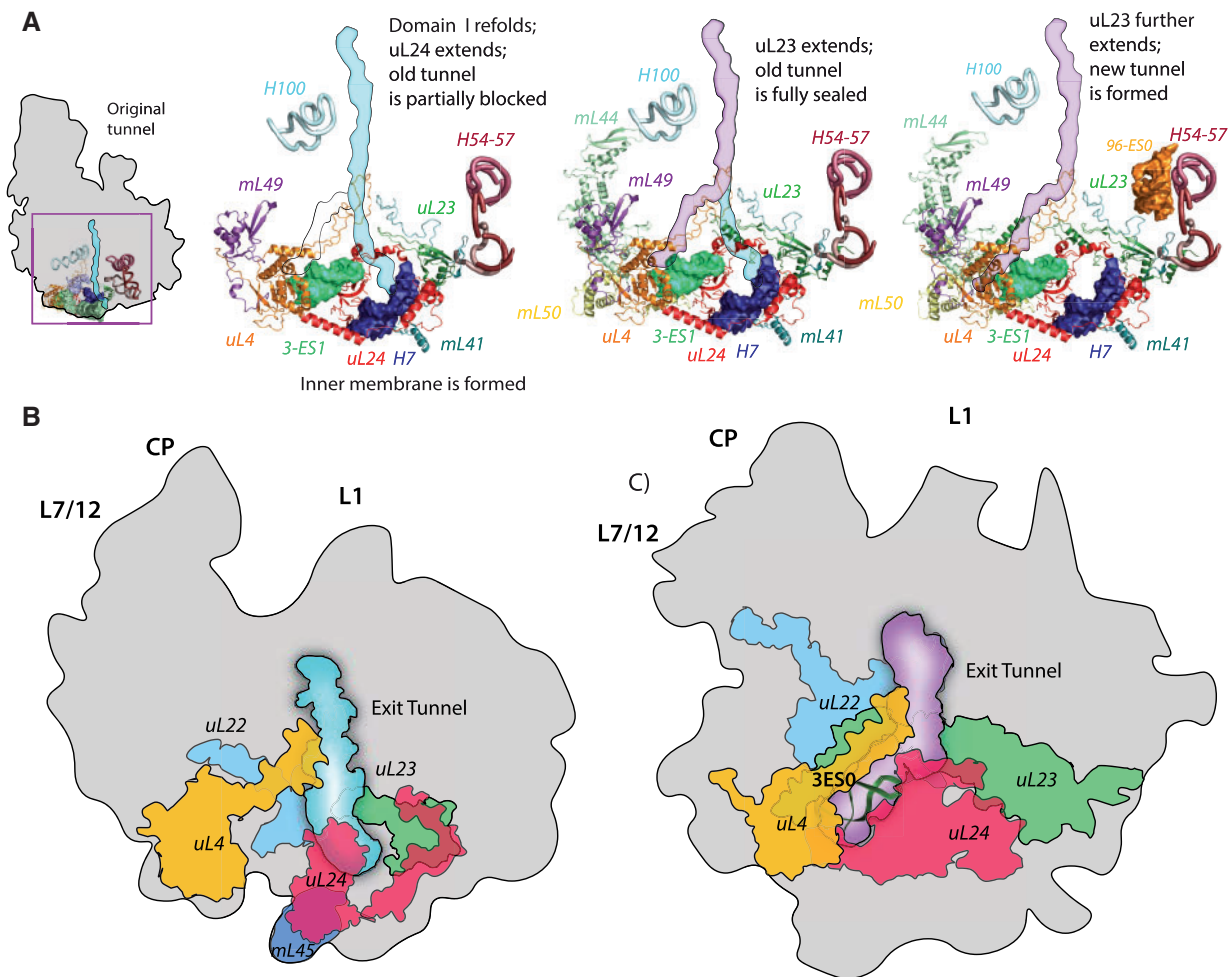 A
Original
tunnel
Domain I refolds;
uL24 extends;
old tunnel
is partially blocked
H100
H54-57
mL49
uL23
uL4
3-ES1
uL24
H7
mL41
Inner membrane is formed
uL23 extends;
old tunnel
is fully sealed
H100
mL44
H54-57
mL49
uL23
mL50
uL4
3-ES1
uL24
H7
mL41
uL23 further
extends;
new tunnel
is formed
H100
mL44
H54-57
96-ES0
mL49
uL23
mL50
uL4
3-ES1
uL24
H7
mL41
B
CP
L7/12
L1
Exit Tunnel
uL22
uL23
uL4
uL24
mL45
C)
CP
L1
L7/12
Exit Tunnel
uL22
3ES0
uL23
uL4
uL24